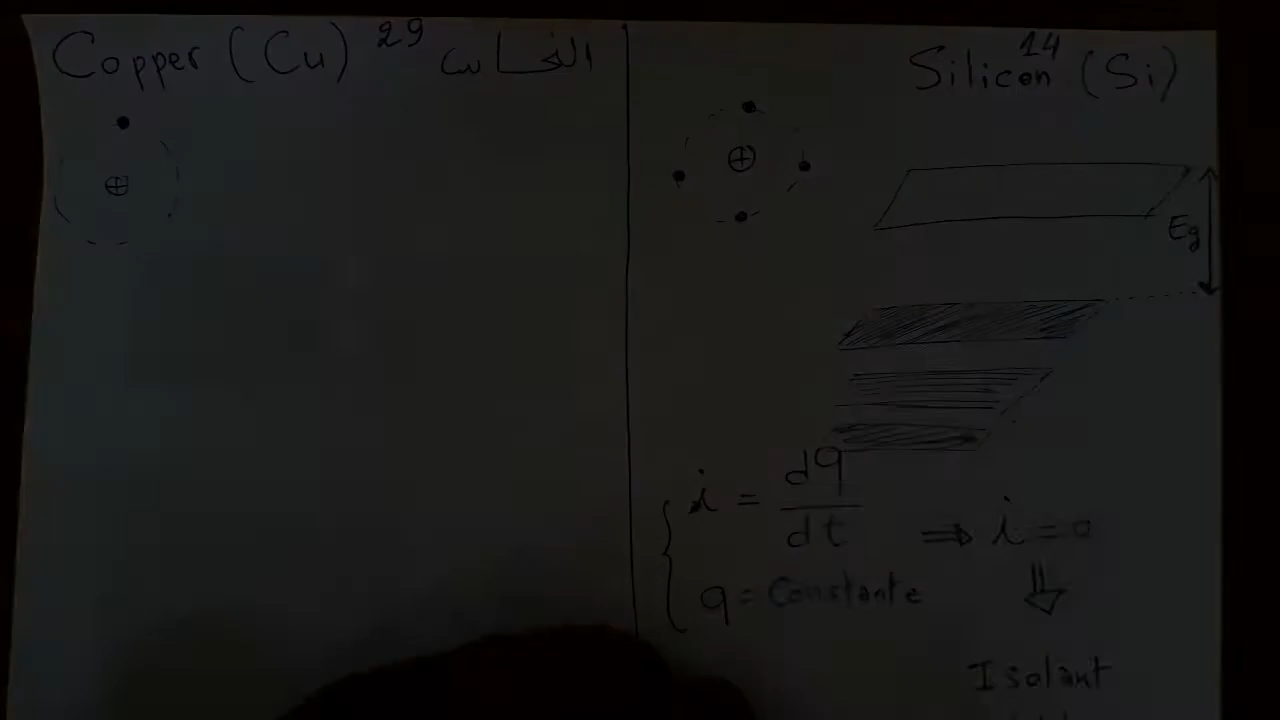 Copper (Cu) 29 النحاس
Silicon 14 (Si)
Eg
i = dq/dt ⇒ i = 0
q = Constante
Isolant